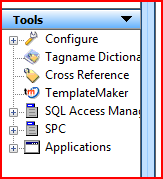 Tools
Configure
Tagname Dictiona
Cross Reference
TemplateMaker
SQL Access Manag
SPC
Applications